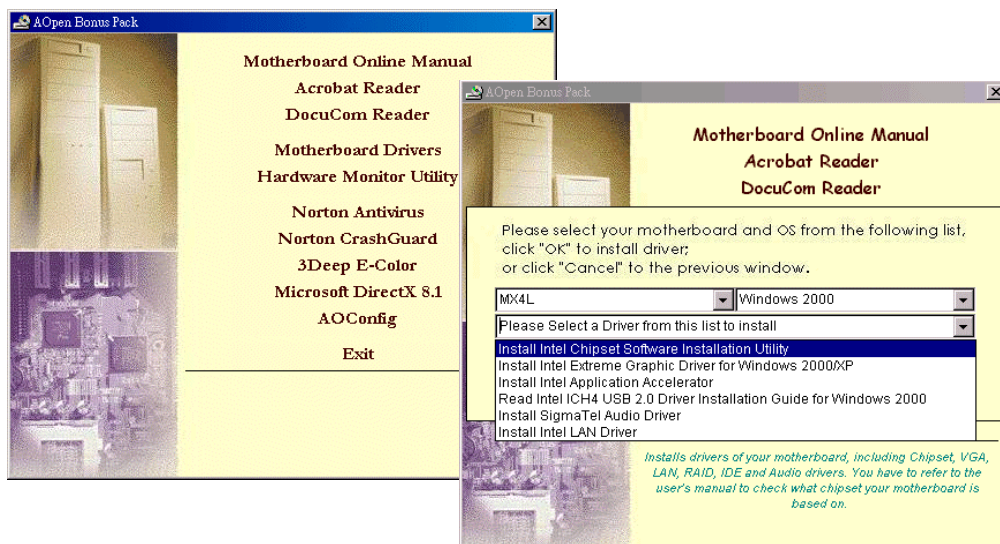 AOpen Bonus Pack
Motherboard Online Manual
Acrobat Reader
DocuCom Reader
Motherboard Drivers
Hardware Monitor Utility
Norton Antivirus
Norton CrashGuard
3Deep E-Color
Microsoft DirectX 8.1
AOConfig
Exit
AOpen Bonus Pack
Motherboard Online Manual
Acrobat Reader
DocuCom Reader
Please select your motherboard and OS from the following list,
click "OK" to install driver;
or click "Cancel" to the previous window.
MX4L
Windows 2000
Please Select a Driver from this list to install
Install Intel Chipset Software Installation Utility
Install Intel Extreme Graphic Driver for Windows 2000/XP
Install Intel Application Accelerator
Read Intel ICH4 USB 2.0 Driver Installation Guide for Windows 2000
Install SigmaTel Audio Driver
Install Intel LAN Driver
Installs drivers of your motherboard, including Chipset, VGA,
LAN, RAID, IDE and Audio drivers. You have to refer to the
user's manual to check what chipset your motherboard is
based on.